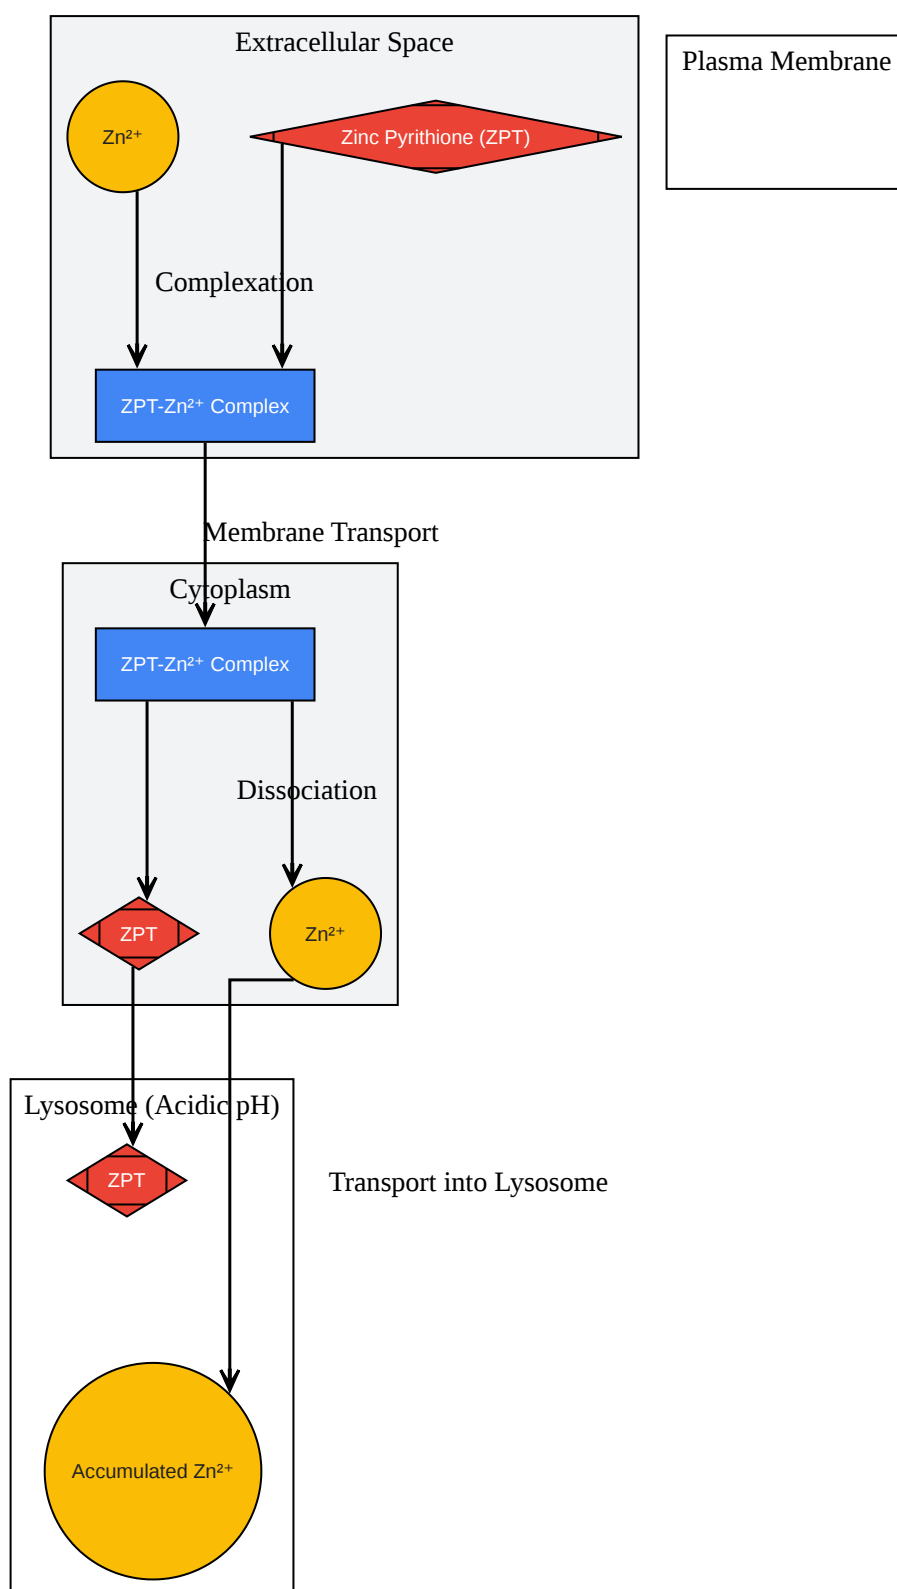 Extracellular Space
Plasma Membrane
Zn²⁺
Zinc Pyrithione (ZPT)
Complexation
ZPT-Zn²⁺ Complex
Membrane Transport
Cytoplasm
ZPT-Zn²⁺ Complex
Dissociation
ZPT
Zn²⁺
Lysosome (Acidic pH)
ZPT
Transport into Lysosome
Accumulated Zn²⁺